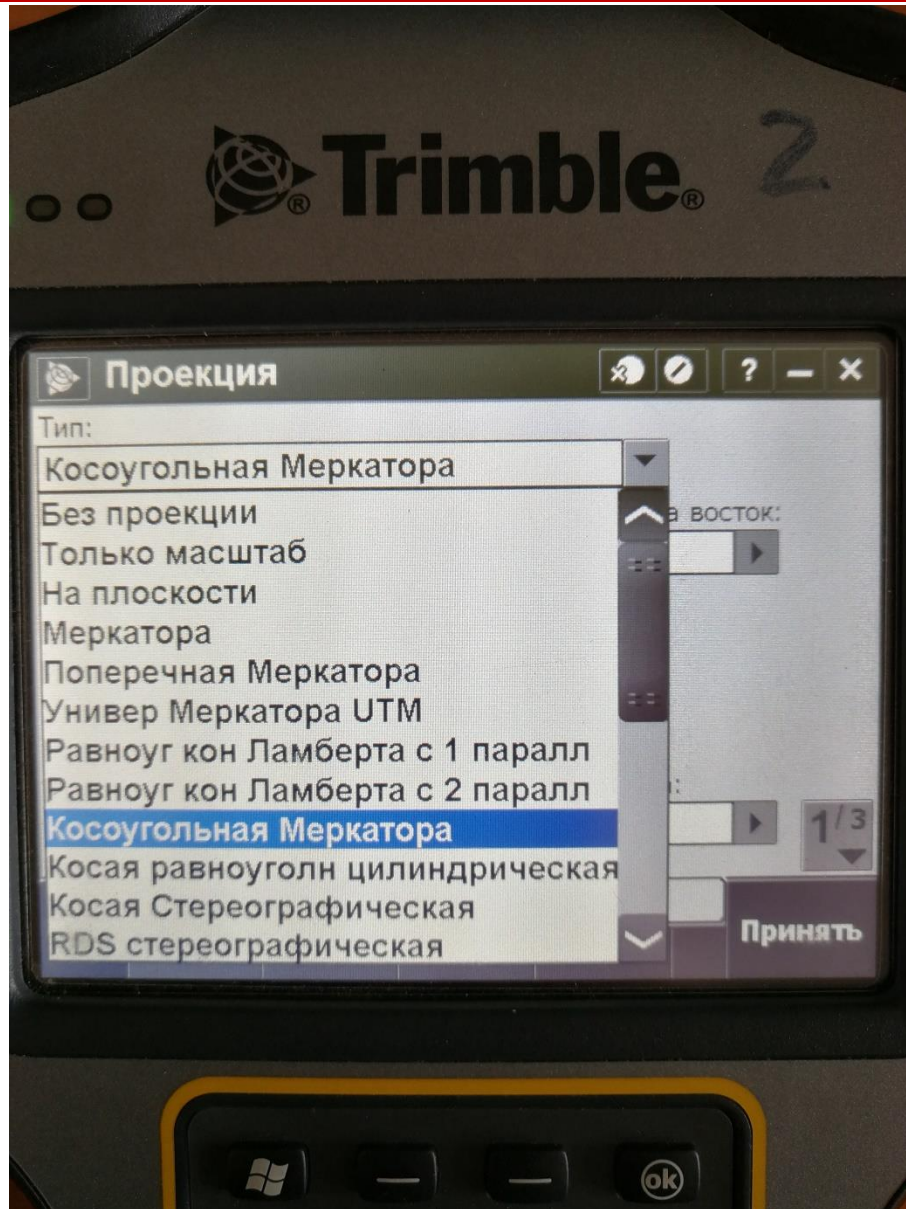 Trimble® 2
Проекция
? – ×
Тип:
Косоугольная Меркатора
Без проекции
а восток:
Только масштаб
На плоскости
Меркатора
Поперечная Меркатора
Универ Меркатора UTM
Равноуг кон Ламберта с 1 паралл
Равноуг кон Ламберта с 2 паралл
Косоугольная Меркатора
1/3
Косая равноуголн цилиндрическая
Косая Стереографическая
Принять
RDS стереографическая
ok